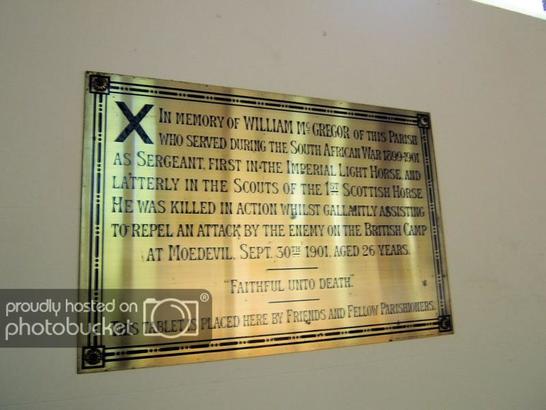 X IN MEMORY OF WILLIAM Mc GREGOR OF THIS PARISH
WHO SERVED DURING THE SOUTH AFRICAN WAR 1899-1901
AS SERGEANT, FIRST IN THE IMPERIAL LIGHT HORSE, AND
LATTERLY IN THE SCOUTS OF THE 1ST SCOTTISH HORSE
HE WAS KILLED IN ACTION WHILST GALLANTLY ASSISTING
TO REPEL AN ATTACK BY THE ENEMY ON THE BRITISH CAMP
AT MOEDEVIL, SEPT. 30TH 1901, AGED 26 YEARS.
"FAITHFUL UNTO DEATH."
THIS TABLET IS PLACED HERE BY FRIENDS AND FELLOW PARISHIONERS.
proudly hosted on
photobucket ®